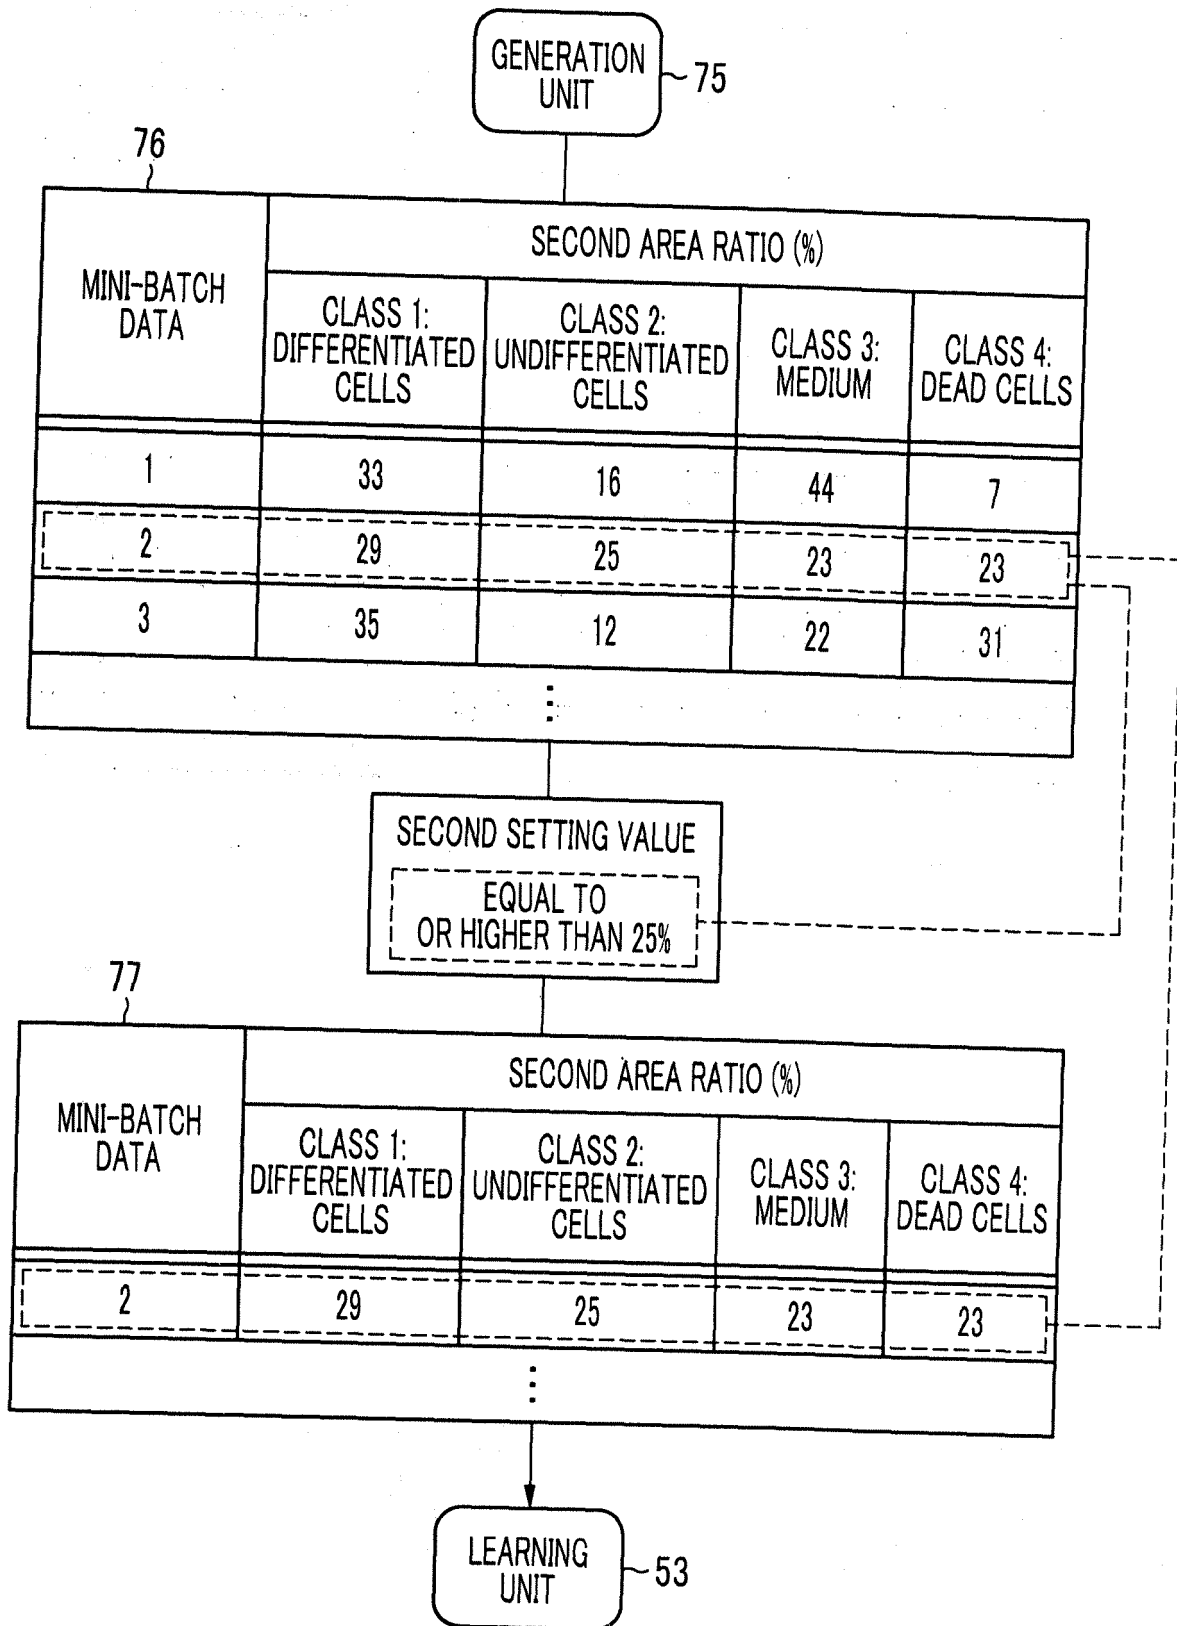 GENERATION
UNIT
75
76
MINI-BATCH
DATA
SECOND AREA RATIO (%)
CLASS 1:
DIFFERENTIATED
CELLS
CLASS 2:
UNDIFFERENTIATED
CELLS
CLASS 3:
MEDIUM
CLASS 4:
DEAD CELLS
1 33 16 44 7
2 29 25 23 23
3 35 12 22 31
⋮
SECOND SETTING VALUE
EQUAL TO
OR HIGHER THAN 25%
77
MINI-BATCH
DATA
SECOND AREA RATIO (%)
CLASS 1:
DIFFERENTIATED
CELLS
CLASS 2:
UNDIFFERENTIATED
CELLS
CLASS 3:
MEDIUM
CLASS 4:
DEAD CELLS
2 29 25 23 23
⋮
LEARNING
UNIT
53